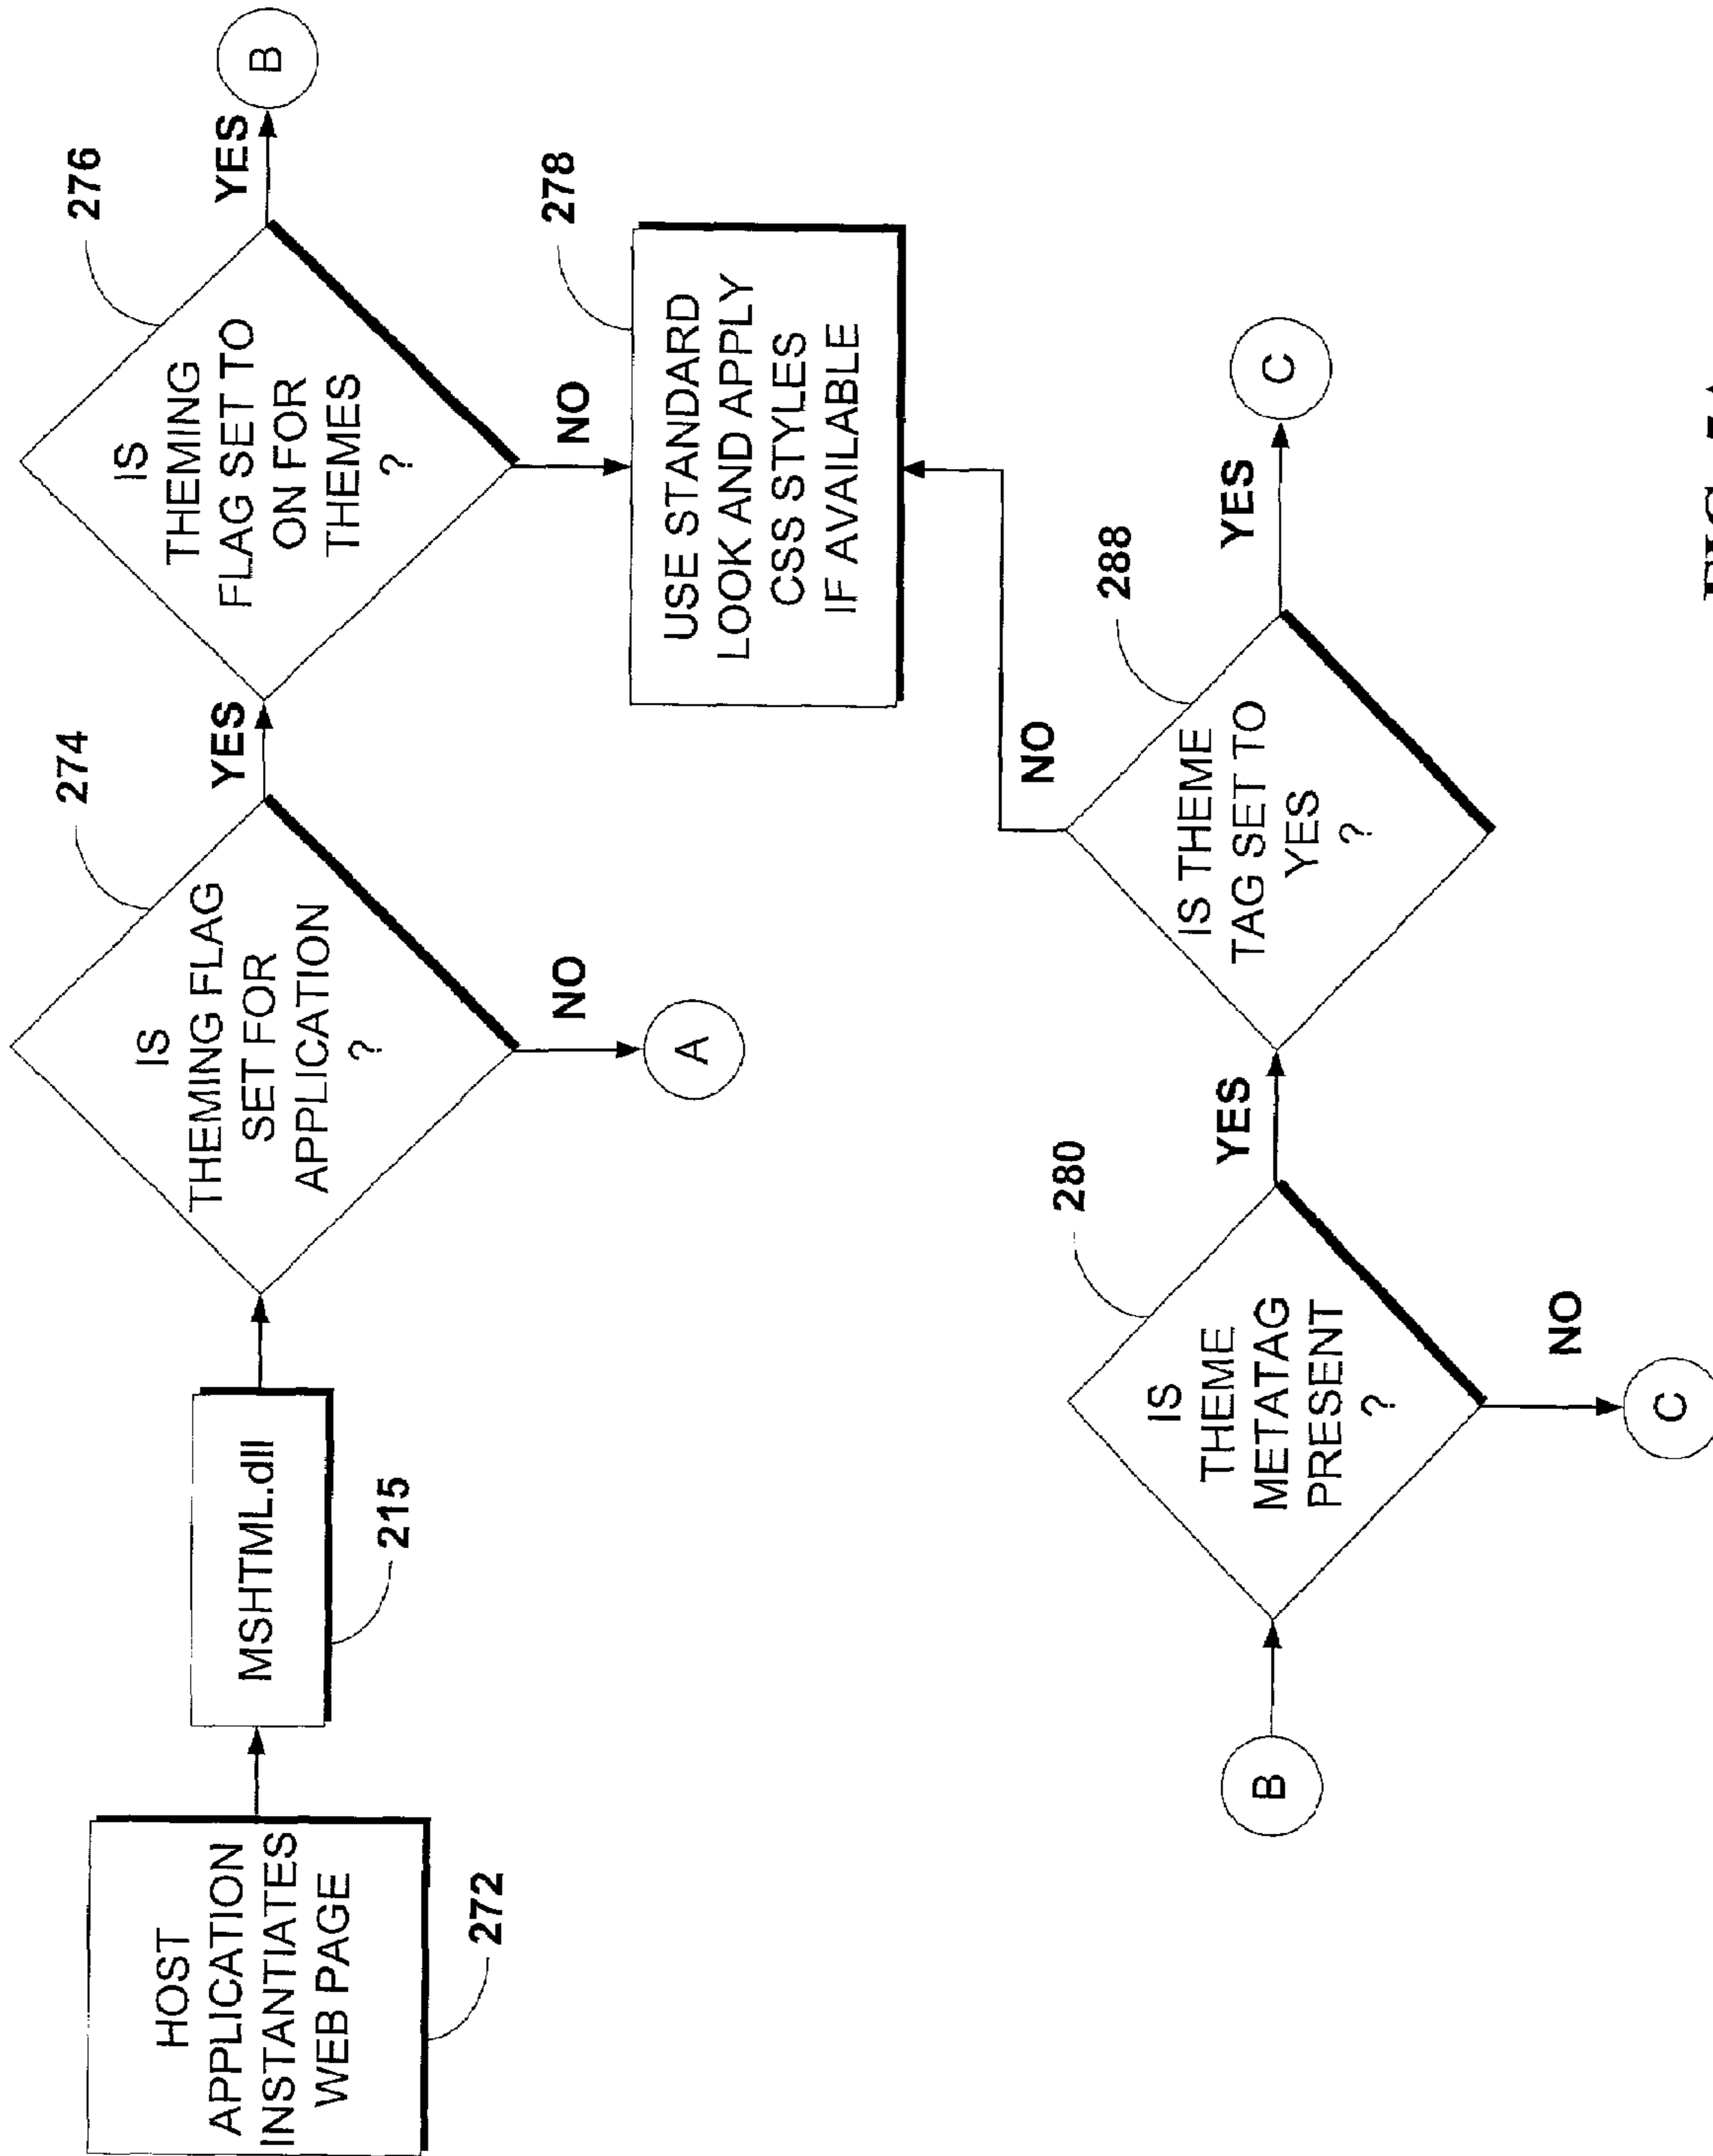 HOST
APPLICATION
INSTANTIATES
WEB PAGE
272
MSHTML.dll
215
IS
THEMING FLAG
SET FOR
APPLICATION
?
274
YES
NO
A
IS
THEMING
FLAG SET TO
ON FOR
THEMES
?
276
YES
B
NO
USE STANDARD
LOOK AND APPLY
CSS STYLES
IF AVAILABLE
278
B
IS
THEME
METATAG
PRESENT
?
280
YES
NO
C
IS THEME
TAG SET TO
YES
?
288
NO
YES
C